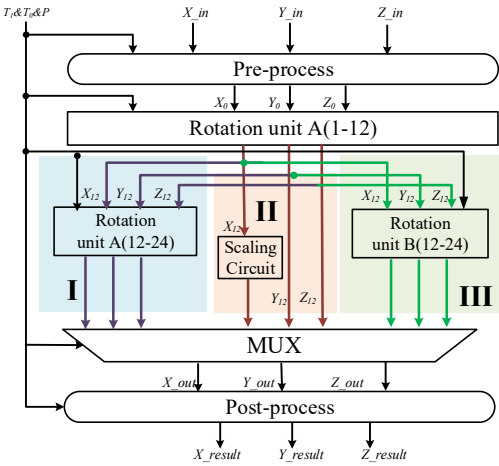 T₁&T₀&P
X_in Y_in Z_in
Pre-process
X₀ Y₀ Z₀
Rotation unit A(1-12)
X₁₂ Y₁₂ Z₁₂
Rotation
unit A(12-24)
I
II
X₁₂
Scaling
Circuit
Y₁₂ Z₁₂
X₁₂ Y₁₂ Z₁₂
Rotation
unit B(12-24)
III
MUX
X_out Y_out Z_out
Post-process
X_result Y_result Z_result